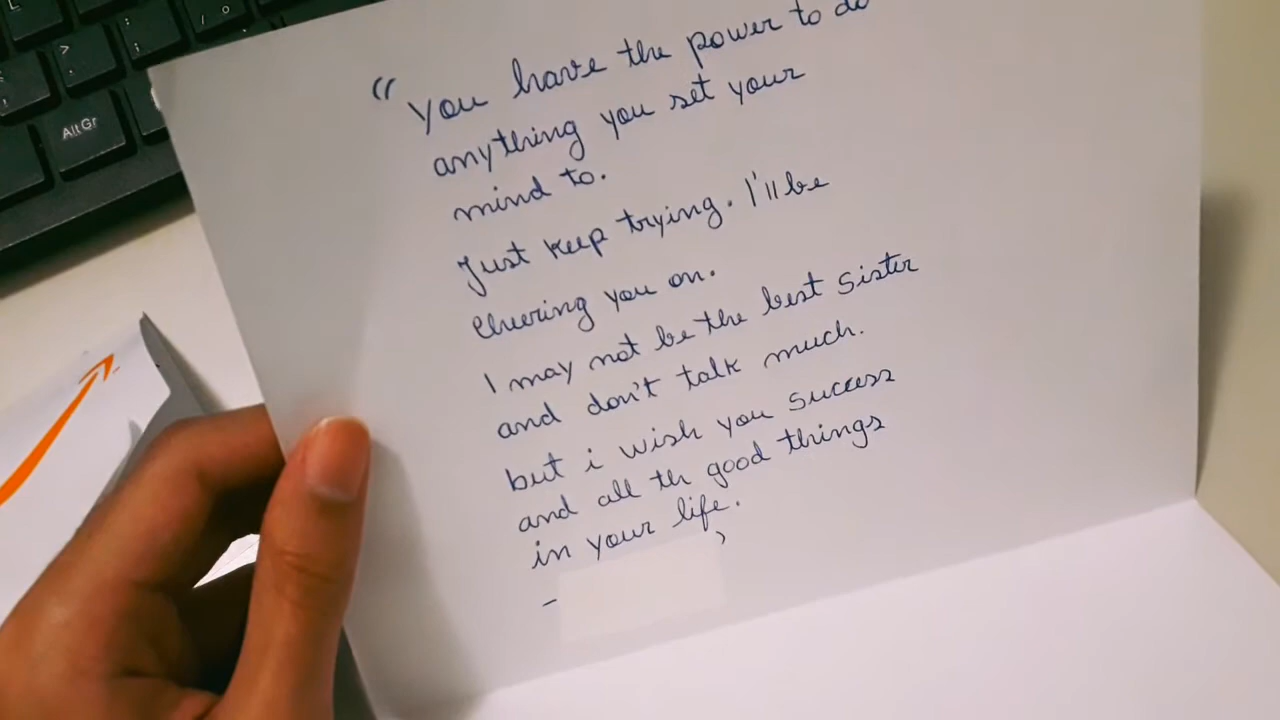 AltGr
“ You have the power to do
anything you set your
mind to.
Just keep trying. I'll be
cheering you on.
I may not be the best sister
and don't talk much.
but i wish you success
and all th good things
in your life.